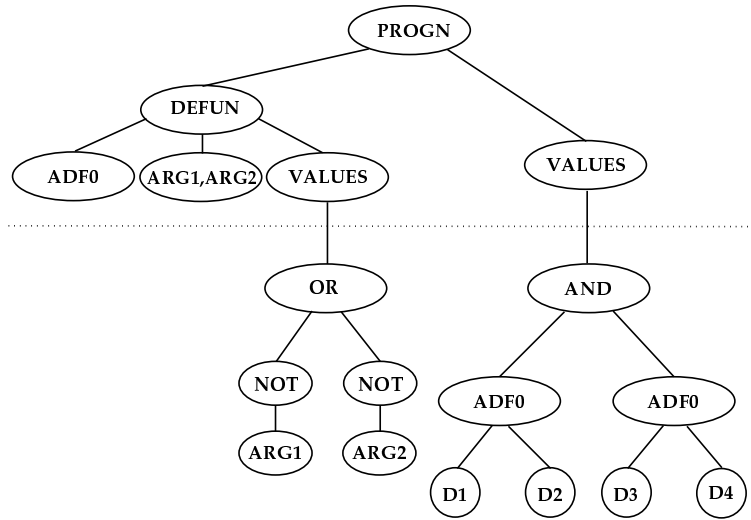 PROGN
DEFUN
ADF0
ARG1,ARG2
VALUES
VALUES
OR
AND
NOT
NOT
ADF0
ADF0
ARG1
ARG2
D1
D2
D3
D4